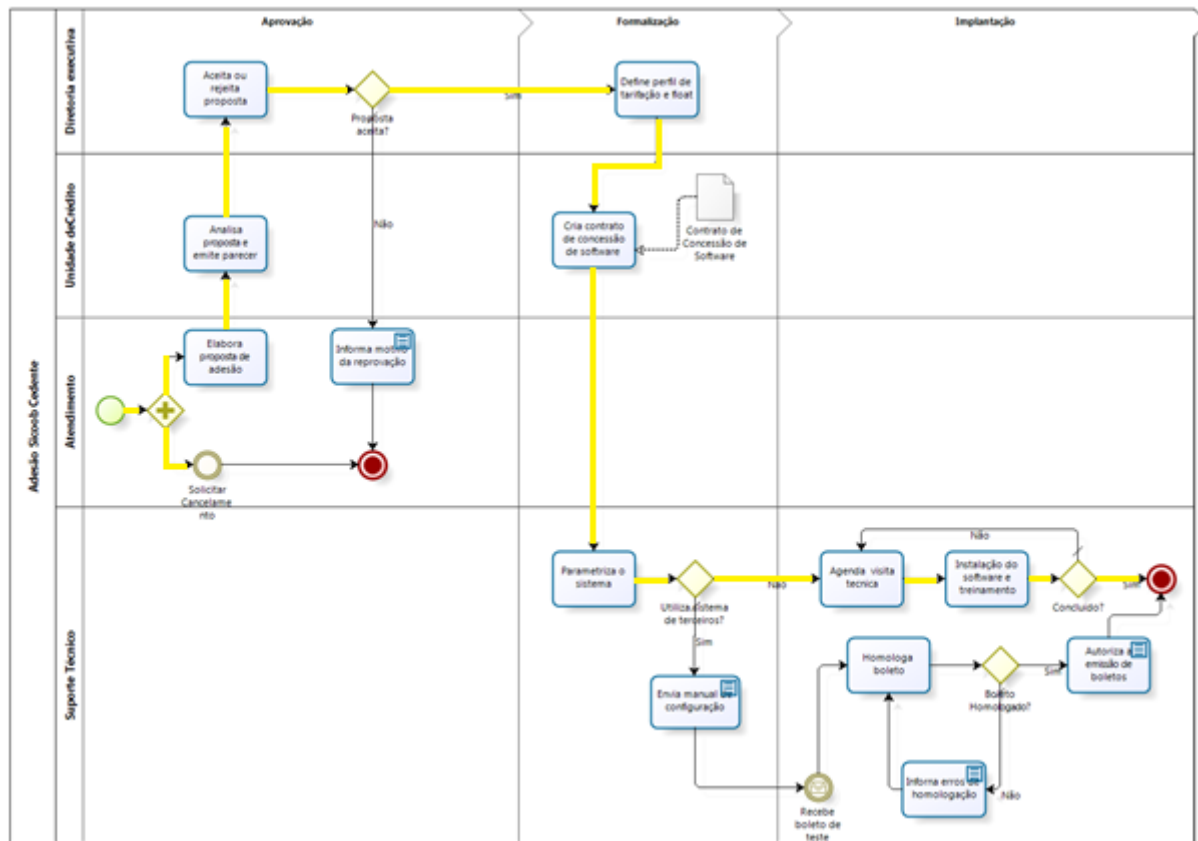 Aprovação
Formalização
Implantação
Adesão Sicoob Cedente
Diretoria executiva
Aceita ou
rejeita
proposta
Proposta
aceita?
Sim
Define perfil de
tarifação e float
Unidade deCrédito
Analisa
proposta e
emite parecer
Não
Cria contrato
de concessão
de software
Contrato de
Concessão de
Software
Atendimento
Elabora
proposta de
adesão
Informa motivo
da reprovação
Solicitar
Cancelame
nto
Suporte Técnico
Parametriza o
sistema
Utiliza sistema
de terceiros?
Não
Agenda visita
tecnica
Instalação do
software e
treinamento
Não
Concluido?
Sim
Sim
Envia manual de
configuração
Recebe
boleto de
teste
Homologa
boleto
Boleto
Homologado?
Sim
Autoriza a
emissão de
boletos
Informa erros de
homologação
Não